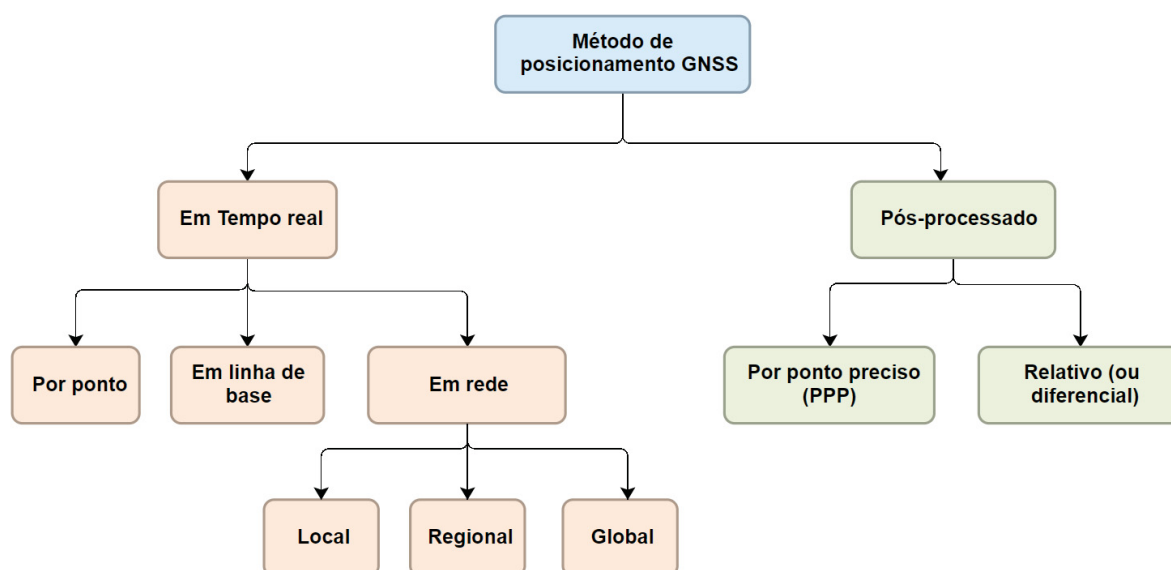 Método de
posicionamento GNSS
Em Tempo real
Pós-processado
Por ponto
Em linha de
base
Em rede
Por ponto preciso
(PPP)
Relativo (ou
diferencial)
Local
Regional
Global